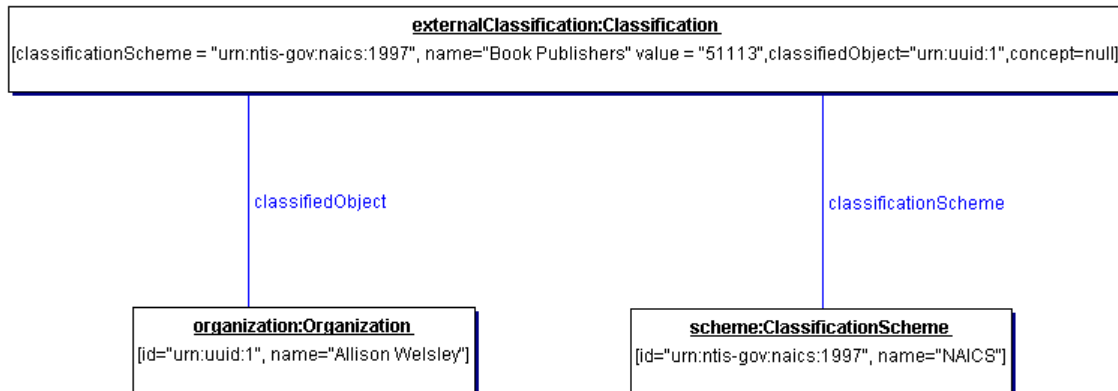 externalClassification:Classification
[classificationScheme = "urn:ntis-gov:naics:1997", name="Book Publishers" value = "51113",classifiedObject="urn:uuid:1",concept=null]
classifiedObject
classificationScheme
organization:Organization
[id="urn:uuid:1", name="Allison Welsley"]
scheme:ClassificationScheme
[id="urn:ntis-gov:naics:1997", name="NAICS"]